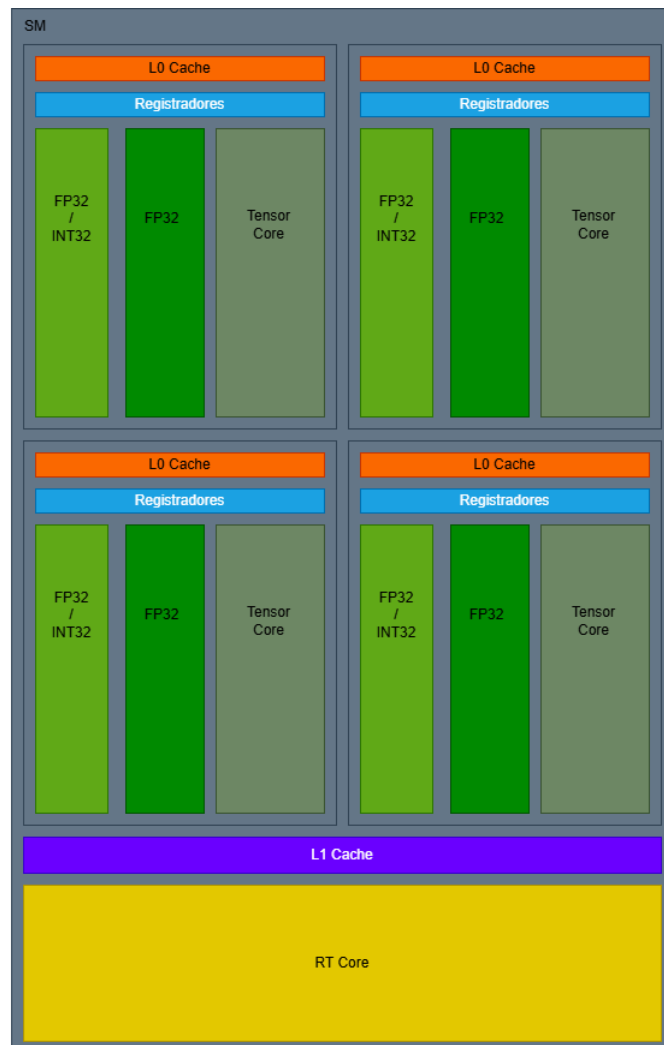 SM
L0 Cache
Registradores
FP32
/
INT32
FP32
Tensor
Core
L0 Cache
Registradores
FP32
/
INT32
FP32
Tensor
Core
L0 Cache
Registradores
FP32
/
INT32
FP32
Tensor
Core
L0 Cache
Registradores
FP32
/
INT32
FP32
Tensor
Core
L1 Cache
RT Core